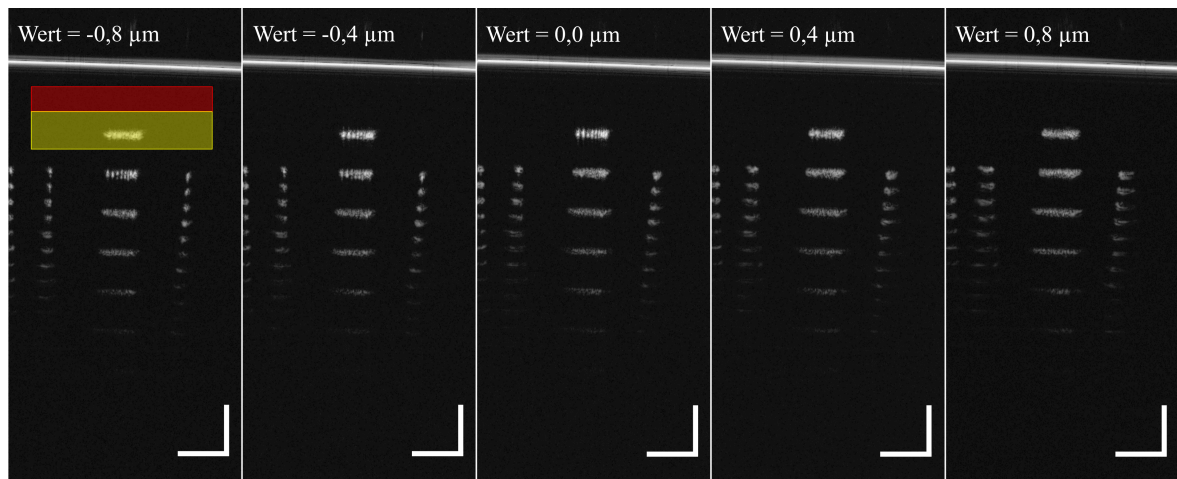 Wert = -0,8 µm
Wert = -0,4 µm
Wert = 0,0 µm
Wert = 0,4 µm
Wert = 0,8 µm